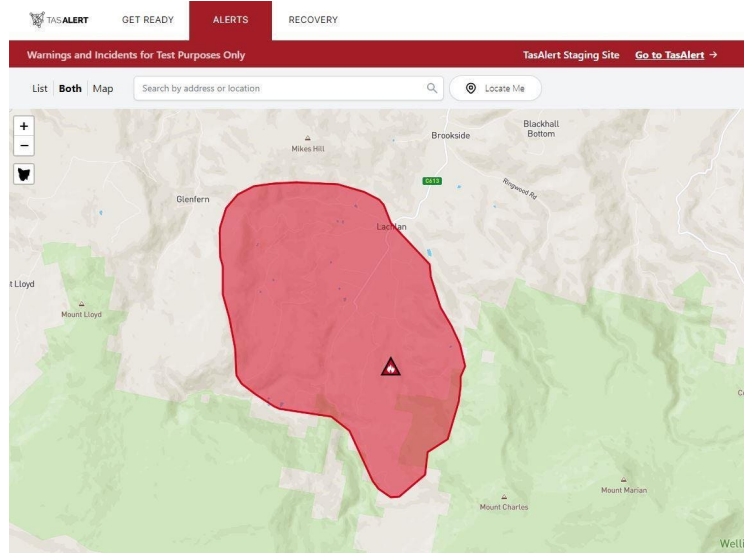 TASALERT
GET READY
ALERTS
RECOVERY
Warnings and Incidents for Test Purposes Only
TasAlert Staging Site
Go to TasAlert →
List
Both
Map
Search by address or location
Locate Me
+
−
Blackhall
Bottom
Brookside
Mikes Hill
C613
Ringwood Rd
Glenfern
Lachlan
t Lloyd
Mount Lloyd
Mount Marian
Mount Charles
Welli